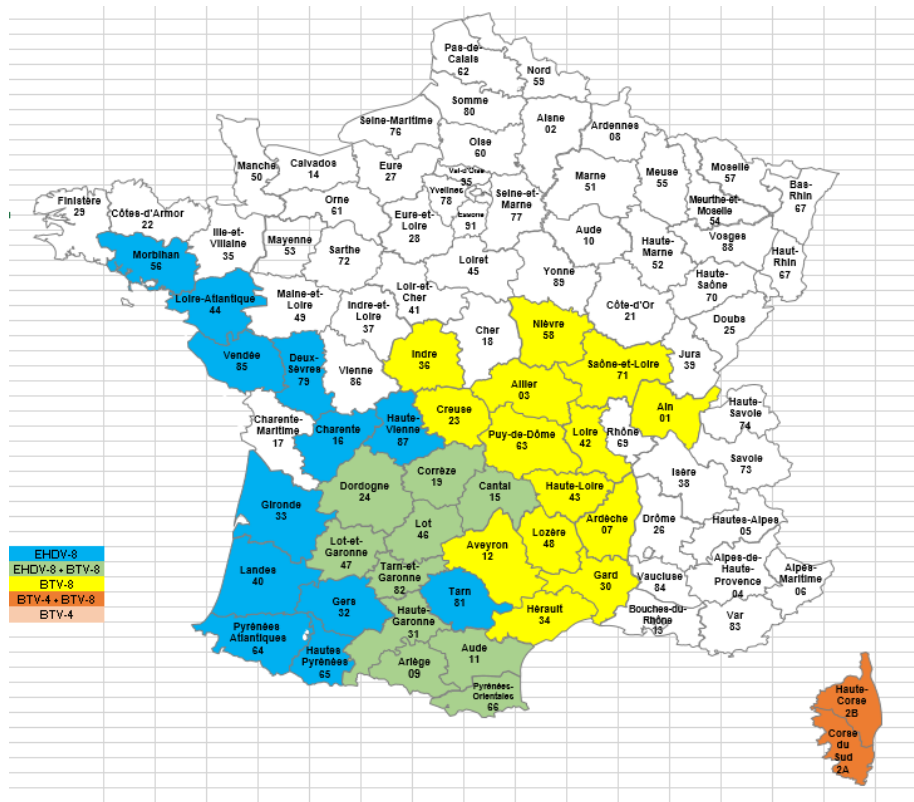 Pas-de-
Calais
62
Nord
59
Somme
80
Seine-Maritime
76
Aisne
02
Ardennes
08
Oise
60
Manche
50
Calvados
14
Eure
27
Val-d'Oise
95
Yvelines
78
Essonne
91
Seine-et-
Marne
77
Marne
51
Meuse
55
Moselle
57
Meurthe-et-
Moselle
54
Bas-
Rhin
67
Finistère
29
Côtes-d'Armor
22
Ille-et-
Villaine
35
Orne
61
Mayenne
53
Sarthe
72
Eure-et-
Loire
28
Loiret
45
Aude
10
Haute-
Marne
52
Vosges
88
Haut-
Rhin
67
Morbihan
56
Loire-Atlantique
44
Maine-et-
Loire
49
Indre-et-
Loire
37
Loir-et-
Cher
41
Cher
18
Yonne
89
Côte-d'Or
21
Haute-
Saône
70
Doubs
25
Jura
39
Nièvre
58
Saône-et-Loire
71
Vendée
85
Deux-
Sèvres
79
Vienne
86
Indre
36
Allier
03
Ain
01
Haute-
Savoie
74
Charente-
Maritime
17
Charente
16
Haute-
Vienne
87
Creuse
23
Puy-de-Dôme
63
Loire
42
Rhône
69
Savoie
73
Isère
38
Dordogne
24
Corrèze
19
Cantal
15
Haute-Loire
43
Ardèche
07
Drôme
26
Hautes-Alpes
05
Gironde
33
Lot-et-
Garonne
47
Lot
46
Aveyron
12
Lozère
48
Gard
30
Vaucluse
84
Alpes-de-
Haute-
Provence
04
Alpes-
Maritime
06
Landes
40
Gers
32
Tarn-et-
Garonne
82
Tarn
81
Hérault
34
Bouches-du-
Rhône
13
Var
83
Pyrénées
Atlantiques
64
Hautes
Pyrénées
65
Haute-
Garonne
31
Ariège
09
Aude
11
Pyrénées-
Orientales
66
Haute-
Corse
2B
Corse
du
Sud
2A
EHDV-8
EHDV-8 + BTV-8
BTV-8
BTV-4 + BTV-8
BTV-4